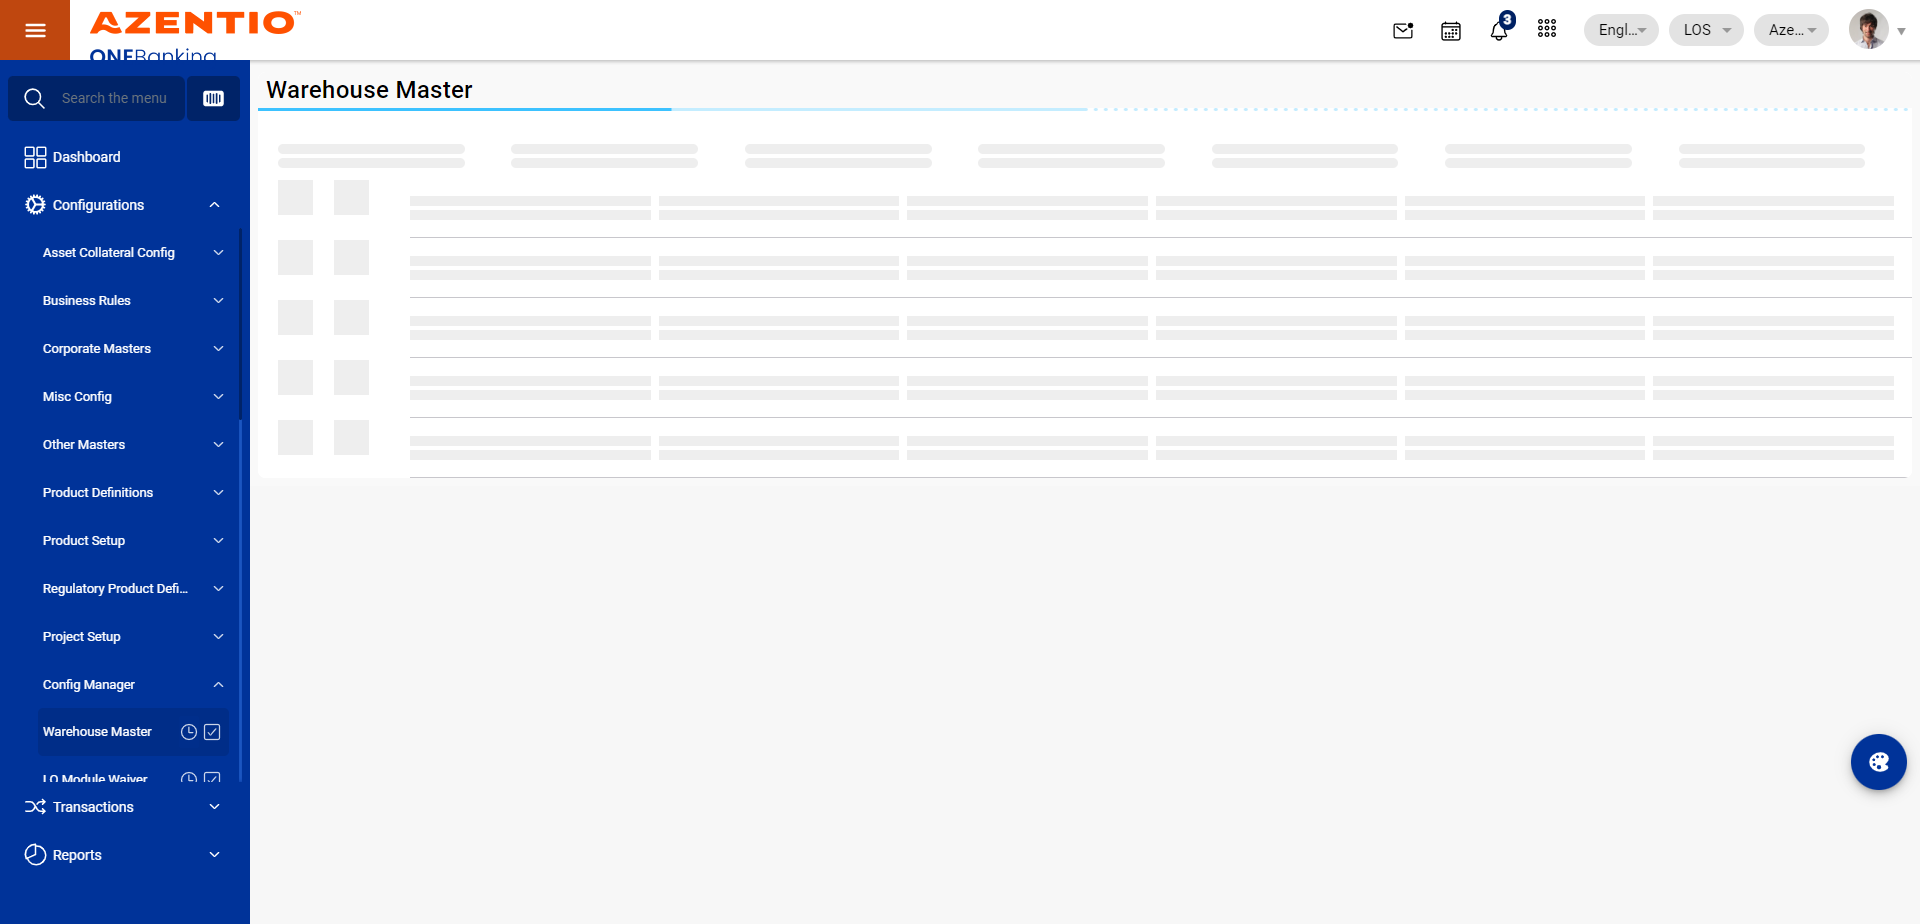 AZENTIO™
ONEBanking
3
Engl...
LOS
Aze...
Search the menu
Warehouse Master
Dashboard
Configurations
Asset Collateral Config
Business Rules
Corporate Masters
Misc Config
Other Masters
Product Definitions
Product Setup
Regulatory Product Defi...
Project Setup
Config Manager
Warehouse Master
LO Module Waiver
Transactions
Reports